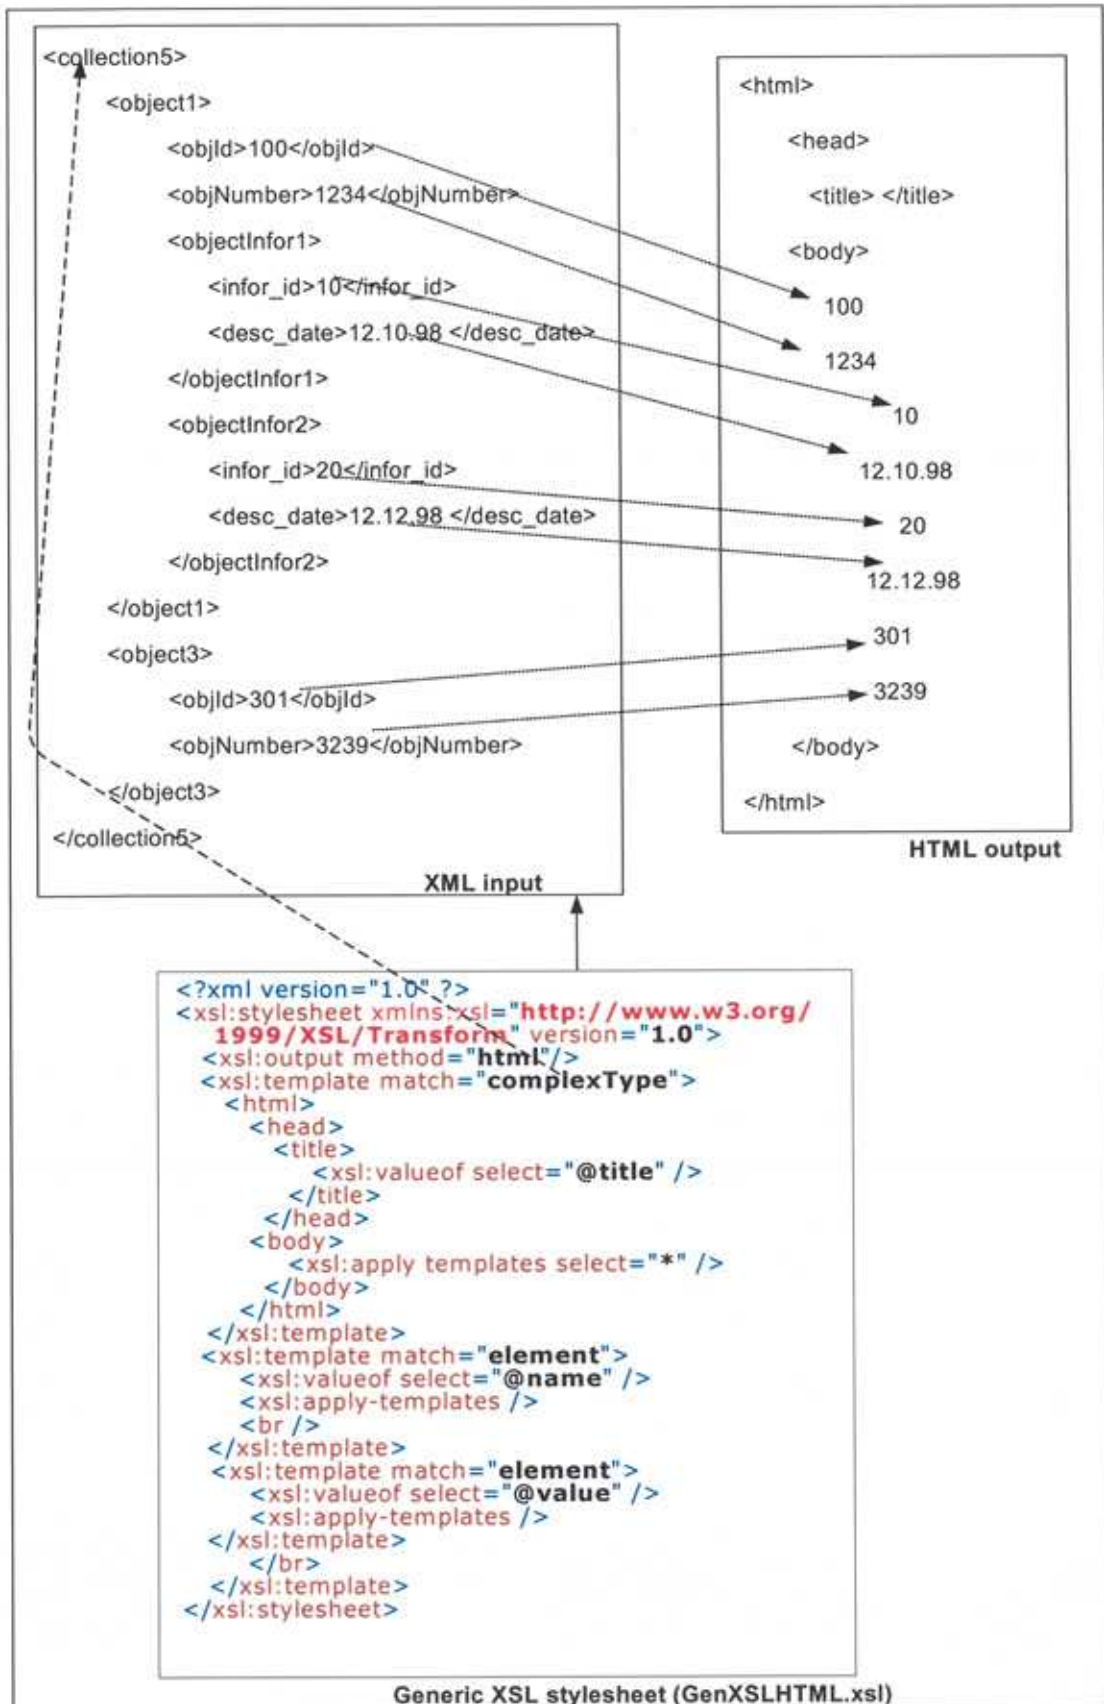 <collection5>
<object1>
<objId>100</objId>
<objNumber>1234</objNumber>
<objectInfor1>
<infor_id>10</infor_id>
<desc_date>12.10.98 </desc_date>
</objectInfor1>
<objectInfor2>
<infor_id>20</infor_id>
<desc_date>12.12.98 </desc_date>
</objectInfor2>
</object1>
<object3>
<objId>301</objId>
<objNumber>3239</objNumber>
</object3>
</collection5>
XML input
<html>
<head>
<title> </title>
<body>
100
1234
10
12.10.98
20
12.12.98
301
3239
</body>
</html>
HTML output
<?xml version="1.0" ?>
<xsl:stylesheet xmlns:xsl="http://www.w3.org/
1999/XSL/Transform" version="1.0">
<xsl:output method="html"/>
<xsl:template match="complexType">
<html>
<head>
<title>
<xsl:valueof select="@title" />
</title>
</head>
<body>
<xsl:apply templates select="*" />
</body>
</html>
</xsl:template>
<xsl:template match="element">
<xsl:valueof select="@name" />
<xsl:apply-templates />
<br />
</xsl:template>
<xsl:template match="element">
<xsl:valueof select="@value" />
<xsl:apply-templates />
</xsl:template>
</br>
</xsl:template>
</xsl:stylesheet>
Generic XSL stylesheet (GenXSLHTML.xsl)